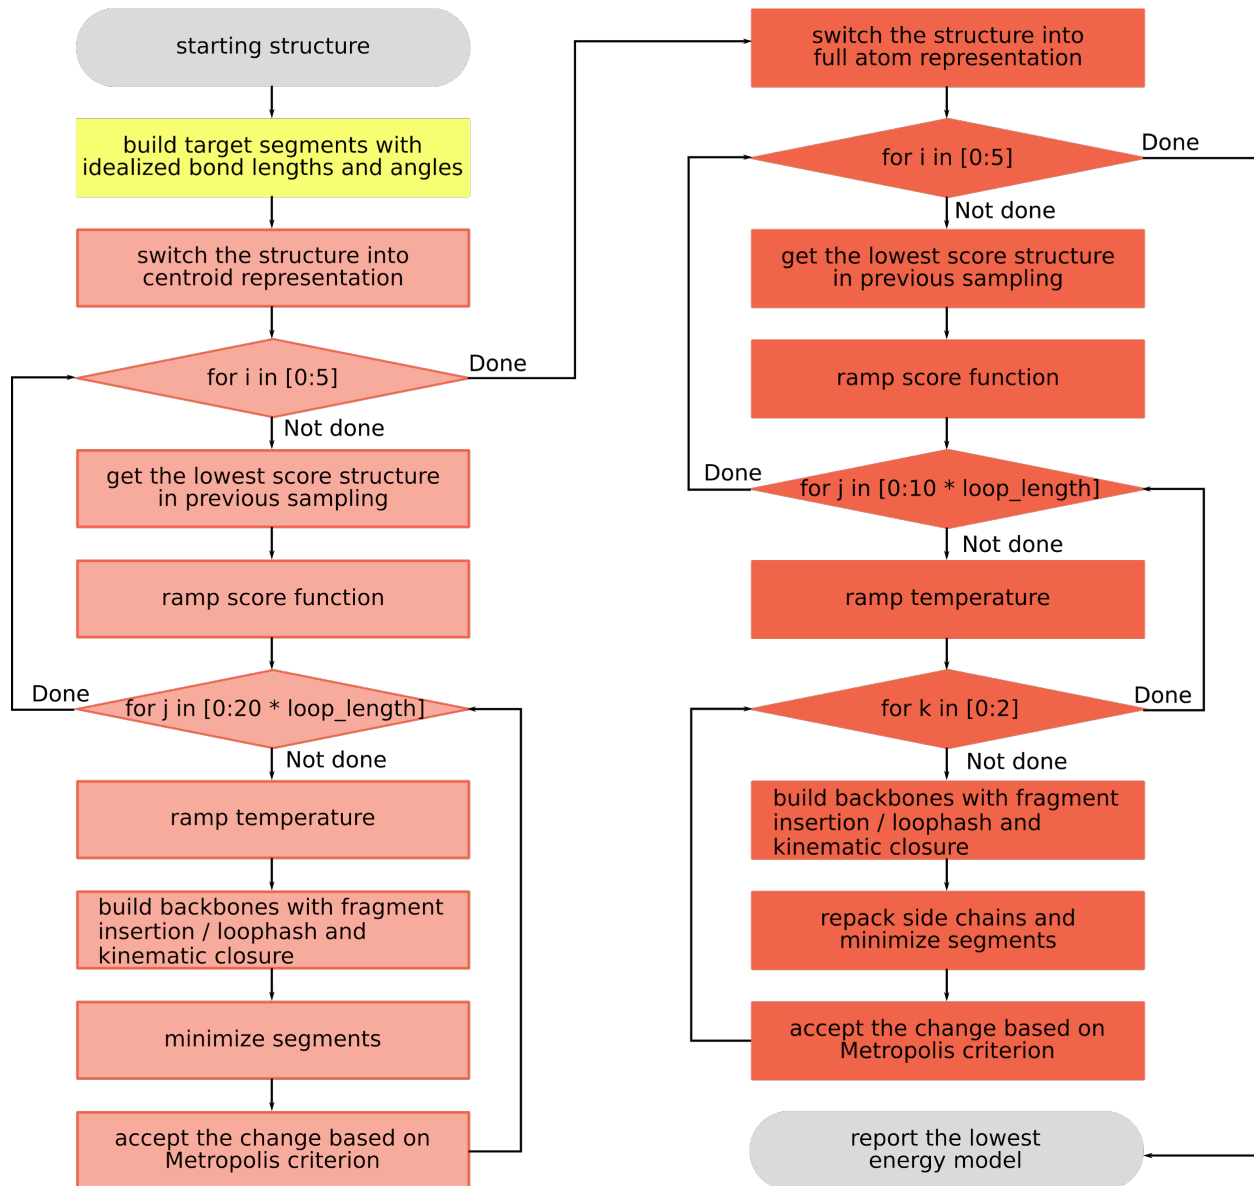 starting structure
build target segments with
idealized bond lengths and angles
switch the structure into
centroid representation
for i in [0:5]
Done
Not done
get the lowest score structure
in previous sampling
ramp score function
Done
for j in [0:20 * loop_length]
Not done
ramp temperature
build backbones with fragment
insertion / loophash and
kinematic closure
minimize segments
accept the change based on
Metropolis criterion
switch the structure into
full atom representation
for i in [0:5]
Done
Not done
get the lowest score structure
in previous sampling
ramp score function
Done
for j in [0:10 * loop_length]
Not done
ramp temperature
for k in [0:2]
Done
Not done
build backbones with fragment
insertion / loophash and
kinematic closure
repack side chains and
minimize segments
accept the change based on
Metropolis criterion
report the lowest
energy model